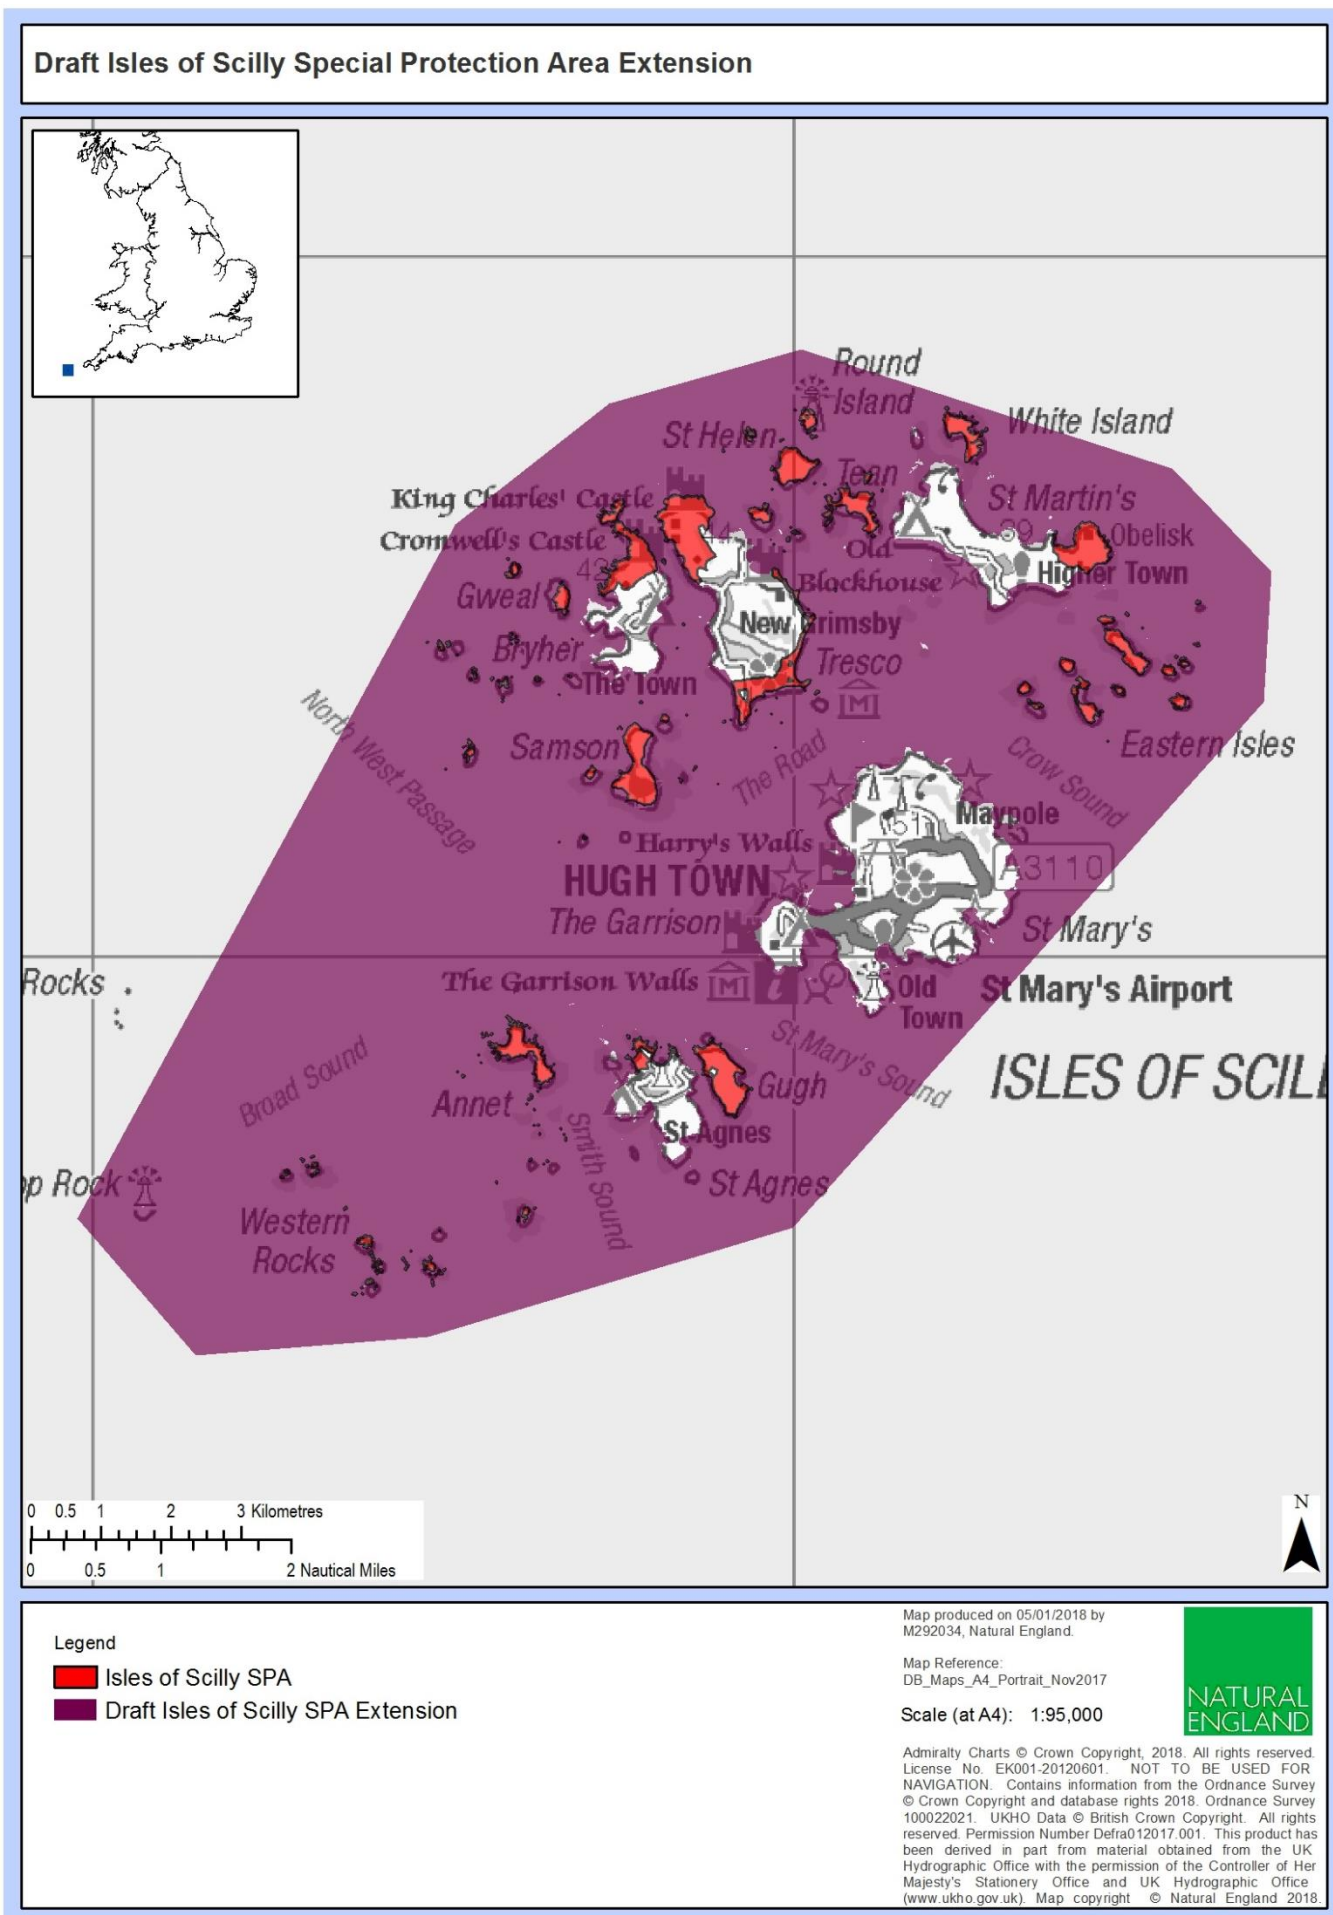 Draft Isles of Scilly Special Protection Area Extension
Round
Island
White Island
St Helen
Tean
King Charles' Castle
St Martin's
44
39
Obelisk
Cromwell's Castle
Old
42
Higher Town
Blockhouse
Gweal
New Grimsby
Bryher
Tresco
The Town
North West Passage
Samson
The Road
Crow Sound
Eastern Isles
Maypole
51
Harry's Walls
A3110
HUGH TOWN
The Garrison
St Mary's
Rocks
The Garrison Walls
Old
Town
St Mary's Airport
St Mary's Sound
ISLES OF SCILL
Broad Sound
Annet
Gugh
Smith Sound
St Agnes
op Rock
St Agnes
Western
Rocks
0 0.5 1 2 3 Kilometres
0 0.5 1 2 Nautical Miles
N
Legend
Isles of Scilly SPA
Draft Isles of Scilly SPA Extension
Map produced on 05/01/2018 by
M292034, Natural England.
Map Reference:
DB_Maps_A4_Portrait_Nov2017
Scale (at A4): 1:95,000
NATURAL
ENGLAND
Admiralty Charts © Crown Copyright, 2018. All rights reserved.
License No. EK001-20120601. NOT TO BE USED FOR
NAVIGATION. Contains information from the Ordnance Survey
© Crown Copyright and database rights 2018. Ordnance Survey
100022021. UKHO Data © British Crown Copyright. All rights
reserved. Permission Number Defra012017.001. This product has
been derived in part from material obtained from the UK
Hydrographic Office with the permission of the Controller of Her
Majesty's Stationery Office and UK Hydrographic Office
(www.ukho.gov.uk). Map copyright © Natural England 2018.